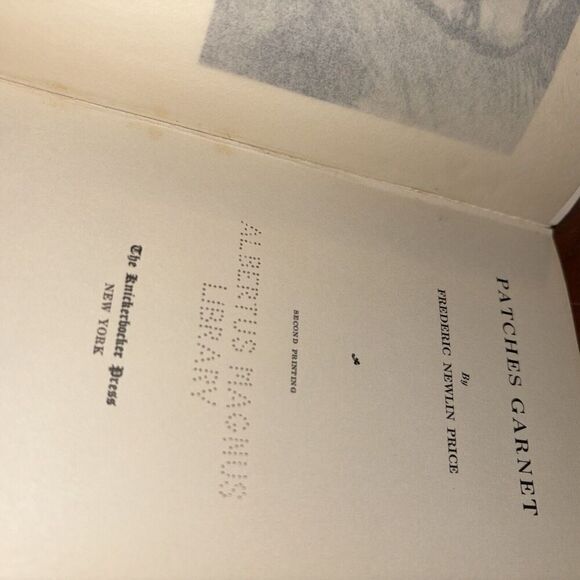 PATCHES GARNET
By
FREDERIC NEWLIN PRICE
SECOND PRINTING
ALBERTUS MAGNUS
LIBRARY
The Knickerbocker Press
NEW YORK